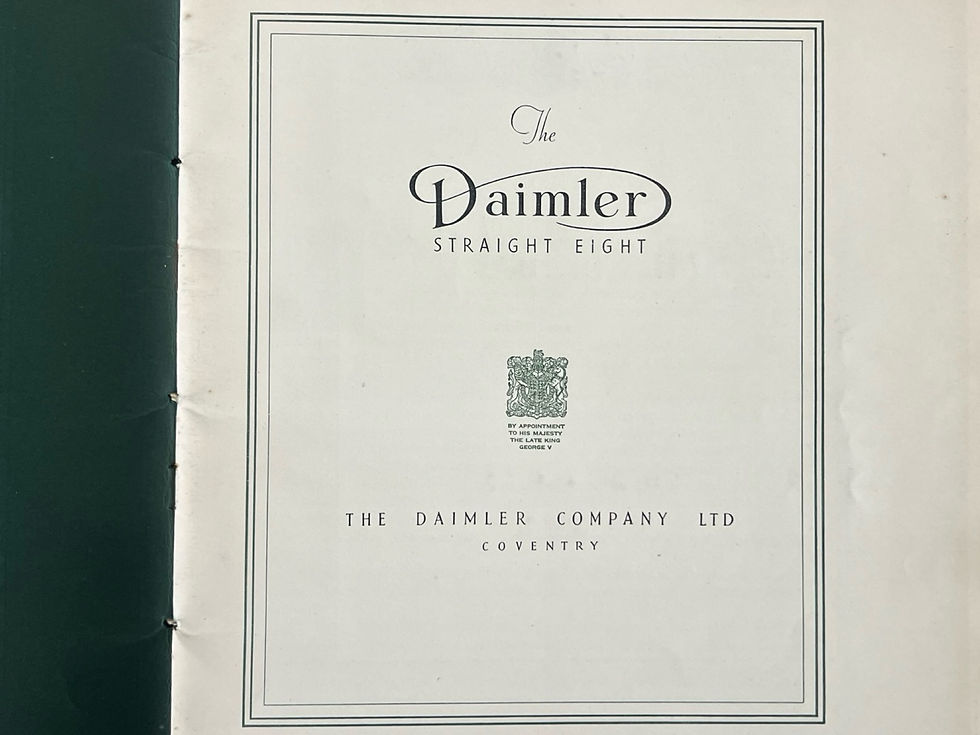 The
Daimler
STRAIGHT EIGHT
BY APPOINTMENT
TO HIS MAJESTY
THE LATE KING
GEORGE V
THE DAIMLER COMPANY LTD
COVENTRY